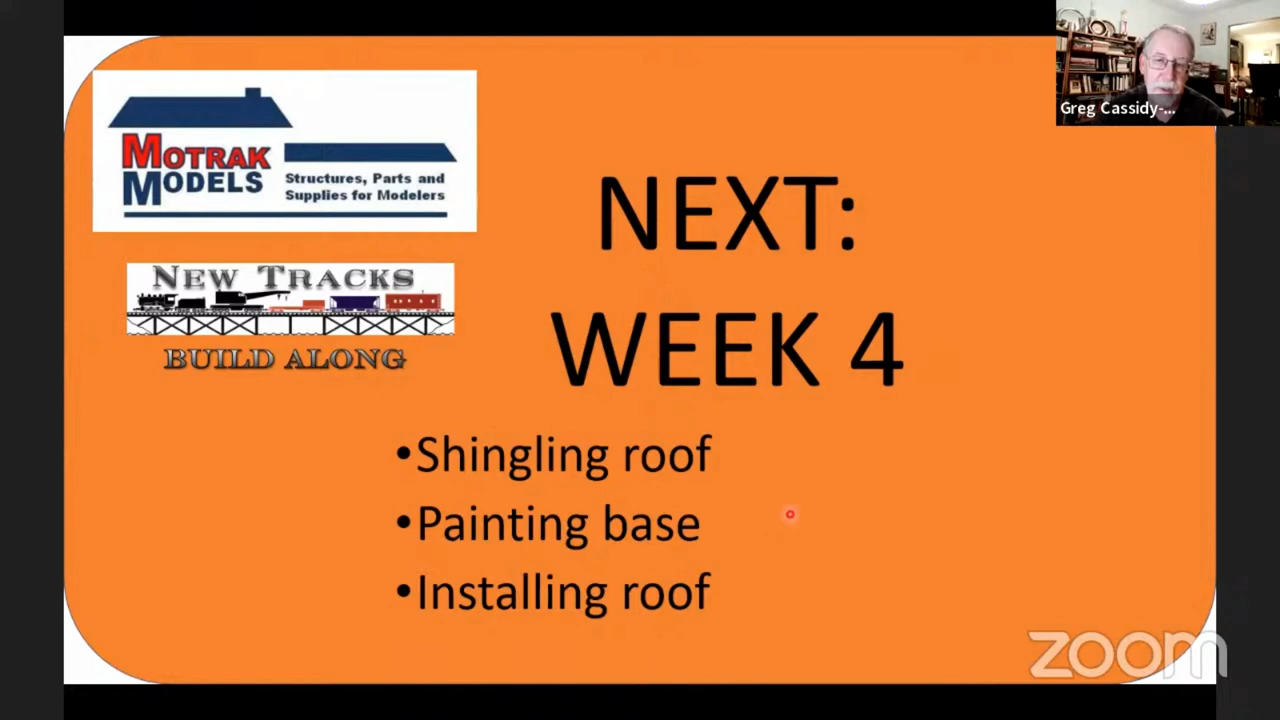 MOTRAK
MODELS
Structures, Parts and
Supplies for Modelers
NEW TRACKS
BUILD ALONG
NEXT:
WEEK 4
•Shingling roof
•Painting base
•Installing roof
Greg Cassidy-...
zoom